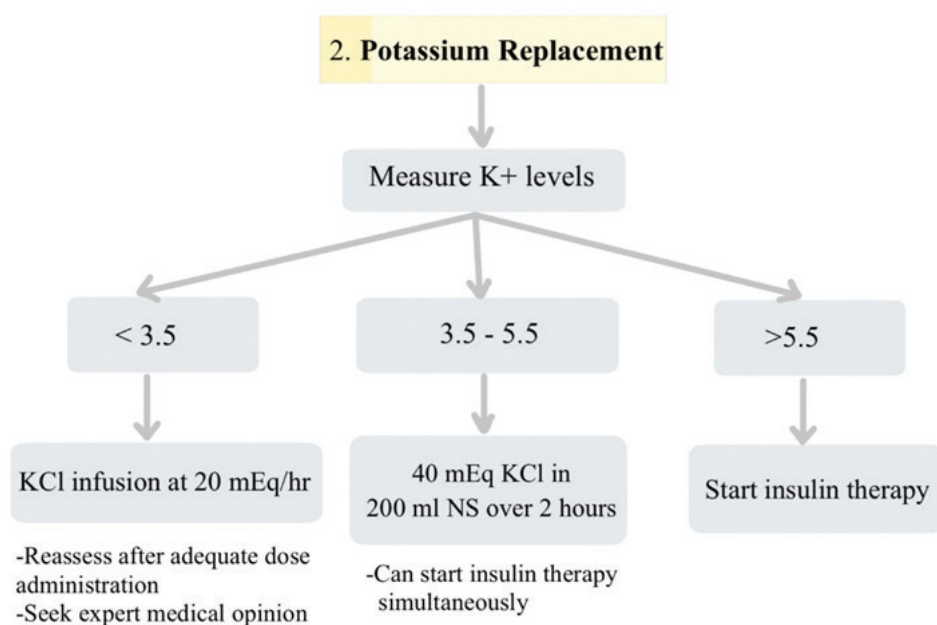 2. Potassium Replacement
Measure K+ levels
< 3.5
3.5 - 5.5
>5.5
KCl infusion at 20 mEq/hr
40 mEq KCl in
200 ml NS over 2 hours
Start insulin therapy
-Reassess after adequate dose
administration
-Seek expert medical opinion
-Can start insulin therapy
simultaneously